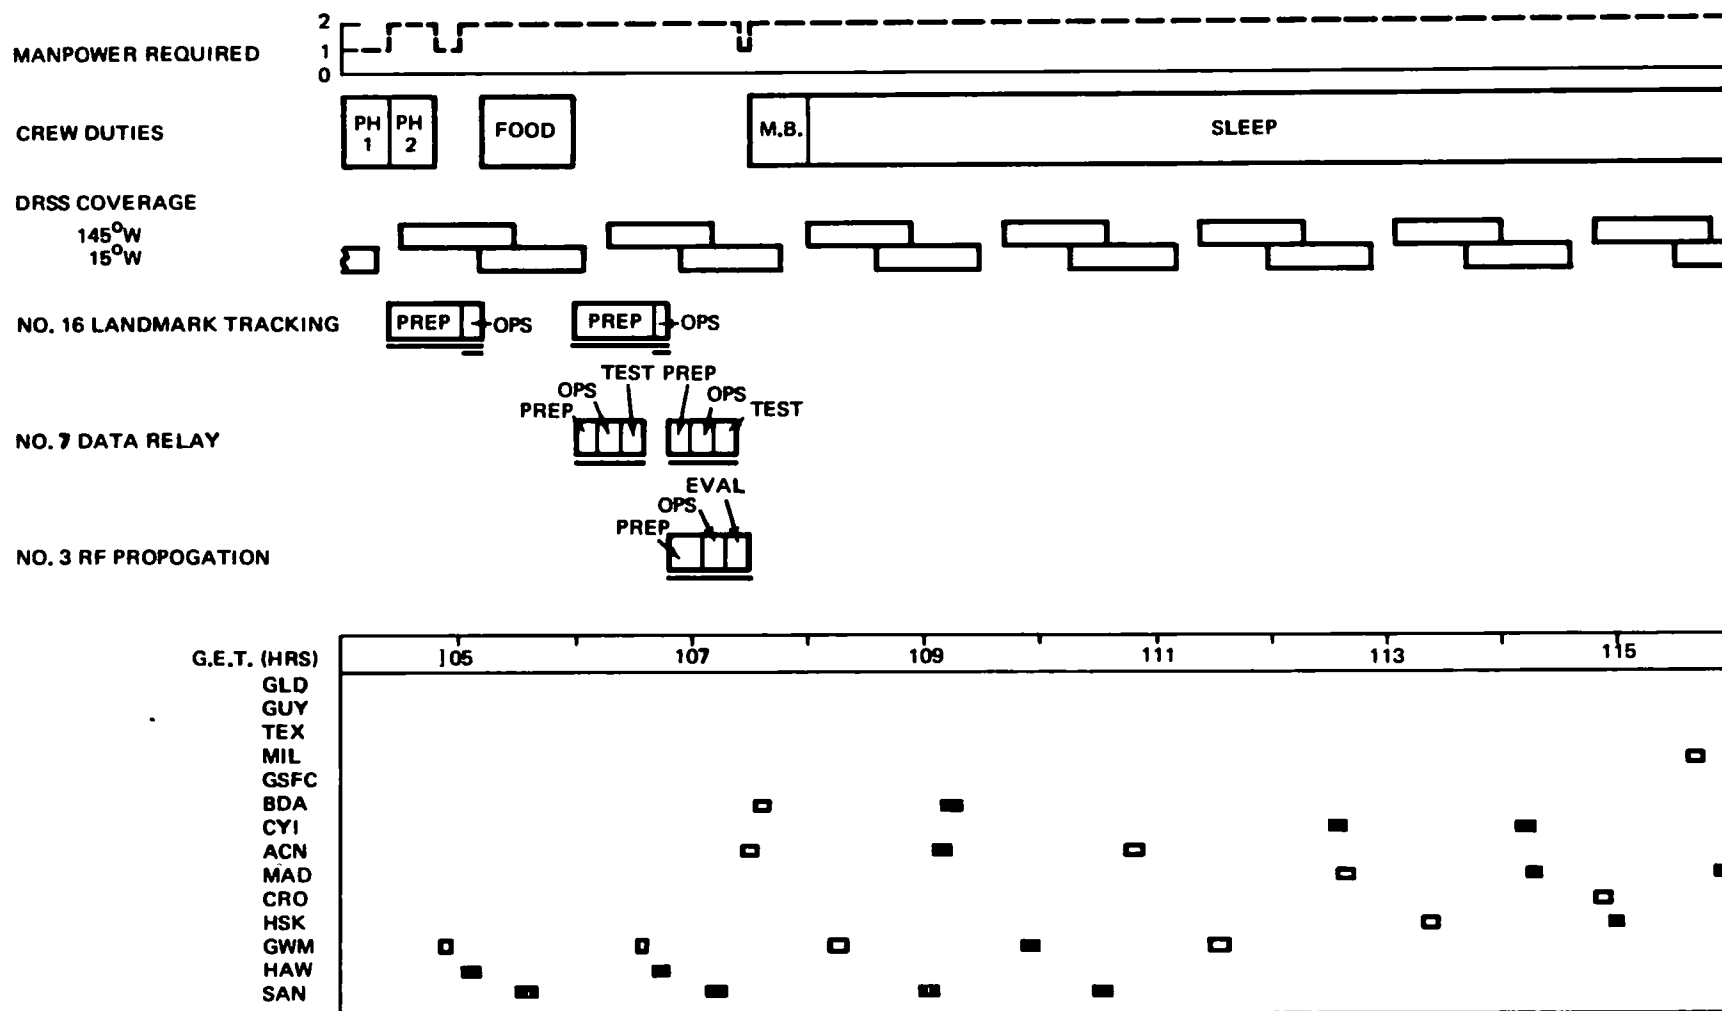 2
MANPOWER REQUIRED 1
0
CREW DUTIES PH 1 PH 2 FOOD M.B. SLEEP
DRSS COVERAGE
145°W
15°W
NO. 16 LANDMARK TRACKING PREP OPS PREP OPS
TEST PREP
OPS OPS
PREP TEST
NO. 7 DATA RELAY
EVAL
OPS
PREP
NO. 3 RF PROPOGATION
G.E.T. (HRS) 105 107 109 111 113 115
GLD
GUY
TEX
MIL
GSFC
BDA
CYI
ACN
MAD
CRO
HSK
GWM
HAW
SAN